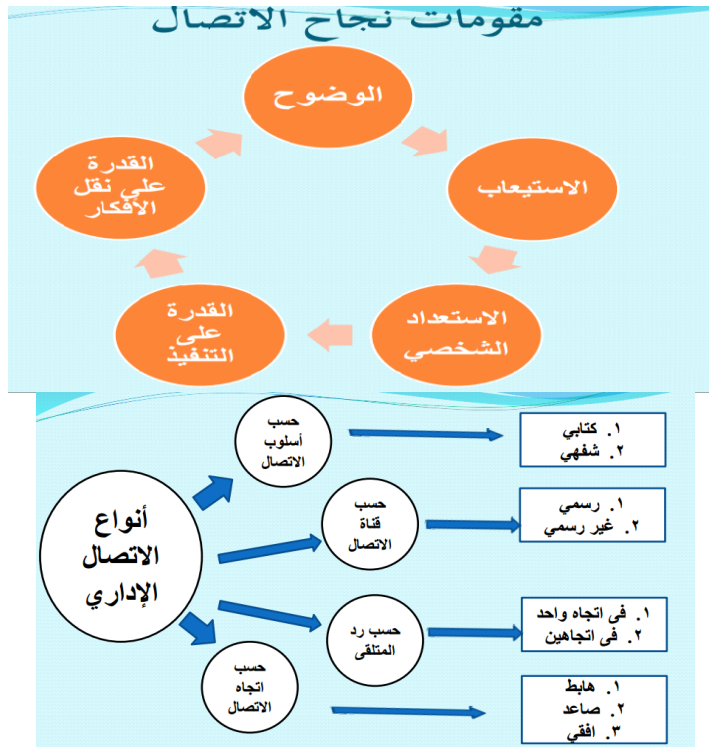 مقومات نجاح الاتصال
الوضوح
الاستيعاب
الاستعداد
الشخصي
القدرة
على
التنفيذ
القدرة
على نقل
الأفكار
أنواع
الاتصال
الإداري
حسب
أسلوب
الاتصال
١. كتابي
٢. شفهي
حسب
قناة
الاتصال
١. رسمي
٢. غير رسمي
حسب رد
المتلقى
١. فى اتجاه واحد
٢. فى اتجاهين
حسب
اتجاه
الاتصال
١. هابط
٢. صاعد
٣. افقي